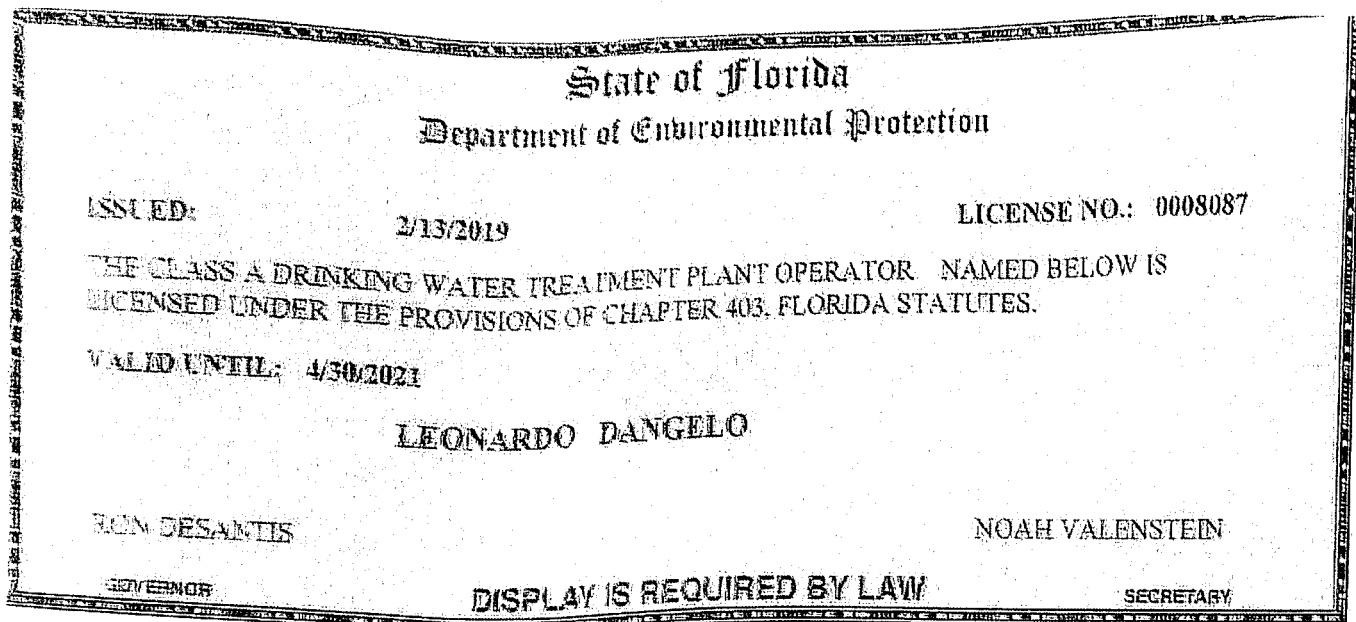 State of Florida
Department of Environmental Protection
ISSUED: 2/13/2019 LICENSE NO.: 0008087
THE CLASS A DRINKING WATER TREATMENT PLANT OPERATOR NAMED BELOW IS
LICENSED UNDER THE PROVISIONS OF CHAPTER 403, FLORIDA STATUTES.
VALID UNTIL: 4/30/2021
LEONARDO DANGELO
RON DESANTIS NOAH VALENSTEIN
GOVERNOR DISPLAY IS REQUIRED BY LAW SECRETARY